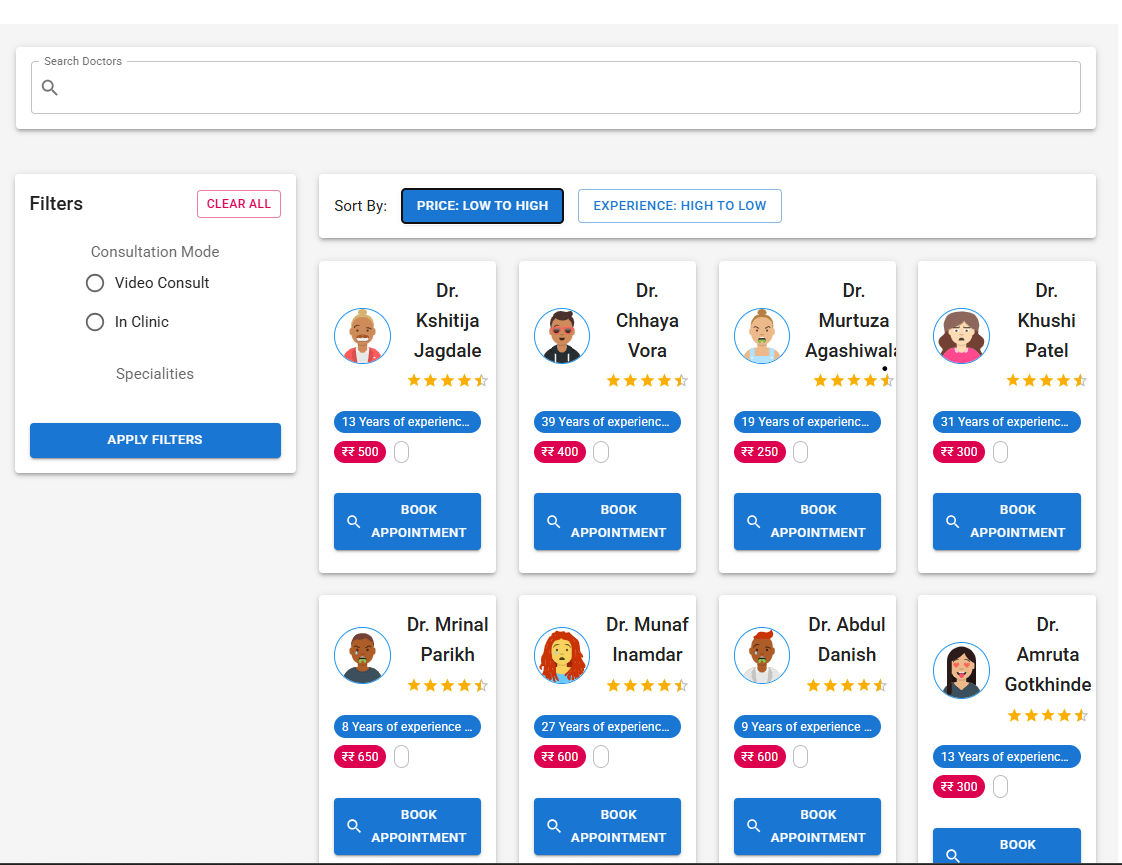 Search Doctors
Filters
CLEAR ALL
Consultation Mode
Video Consult
In Clinic
Specialities
APPLY FILTERS
Sort By:
PRICE: LOW TO HIGH
EXPERIENCE: HIGH TO LOW
Dr.
Kshitija
Jagdale
13 Years of experienc...
₹₹ 500
BOOK
APPOINTMENT
Dr.
Chhaya
Vora
39 Years of experienc...
₹₹ 400
BOOK
APPOINTMENT
Dr.
Murtuza
Agashiwala
19 Years of experienc...
₹₹ 250
BOOK
APPOINTMENT
Dr.
Khushi
Patel
31 Years of experienc...
₹₹ 300
BOOK
APPOINTMENT
Dr. Mrinal
Parikh
8 Years of experience ...
₹₹ 650
BOOK
APPOINTMENT
Dr. Munaf
Inamdar
27 Years of experienc...
₹₹ 600
BOOK
APPOINTMENT
Dr. Abdul
Danish
9 Years of experience ...
₹₹ 600
BOOK
APPOINTMENT
Dr.
Amruta
Gotkhinde
13 Years of experienc...
₹₹ 300
BOOK